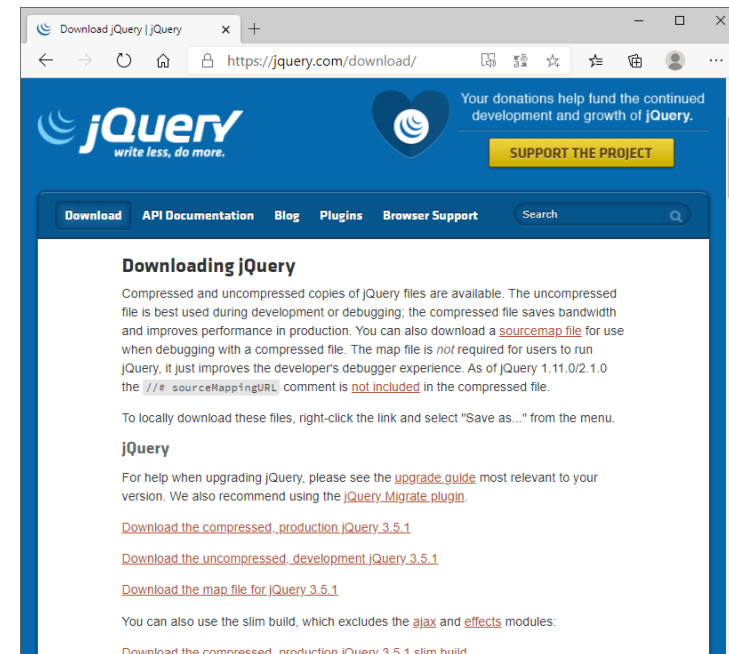 Download jQuery | jQuery
https://jquery.com/download/
Your donations help fund the continued
development and growth of jQuery.
jQuery
write less, do more.
SUPPORT THE PROJECT
Download API Documentation Blog Plugins Browser Support Search
Downloading jQuery
Compressed and uncompressed copies of jQuery files are available. The uncompressed
file is best used during development or debugging; the compressed file saves bandwidth
and improves performance in production. You can also download a sourcemap file for use
when debugging with a compressed file. The map file is not required for users to run
jQuery, it just improves the developer's debugger experience. As of jQuery 1.11.0/2.1.0
the //# sourceMappingURL comment is not included in the compressed file.
To locally download these files, right-click the link and select "Save as..." from the menu.
jQuery
For help when upgrading jQuery, please see the upgrade guide most relevant to your
version. We also recommend using the jQuery Migrate plugin.
Download the compressed, production jQuery 3.5.1
Download the uncompressed, development jQuery 3.5.1
Download the map file for jQuery 3.5.1
You can also use the slim build, which excludes the ajax and effects modules:
Download the compressed, production jQuery 3.5.1 slim build